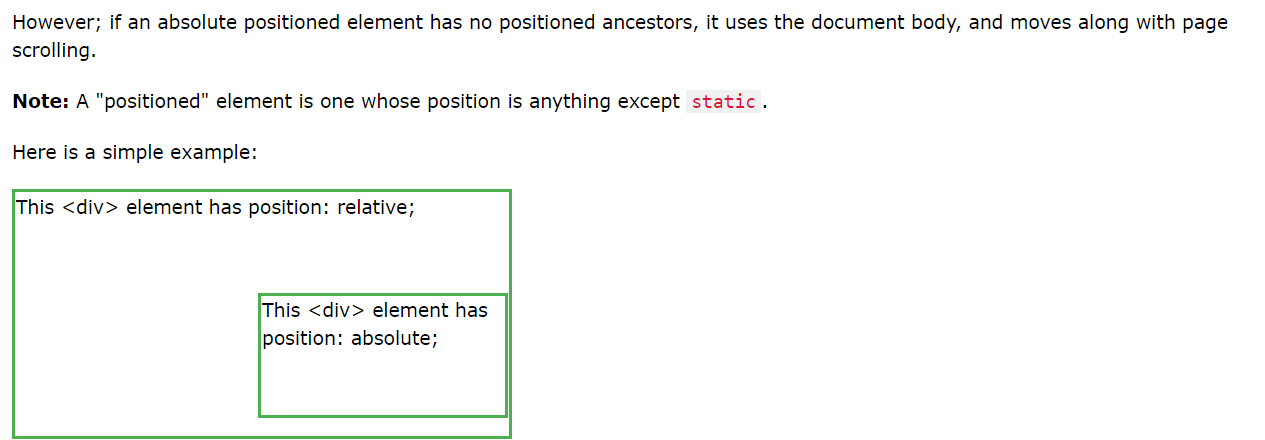 However; if an absolute positioned element has no positioned ancestors, it uses the document body, and moves along with page
scrolling.
Note: A "positioned" element is one whose position is anything except static.
Here is a simple example:
This <div> element has position: relative;
This <div> element has
position: absolute;